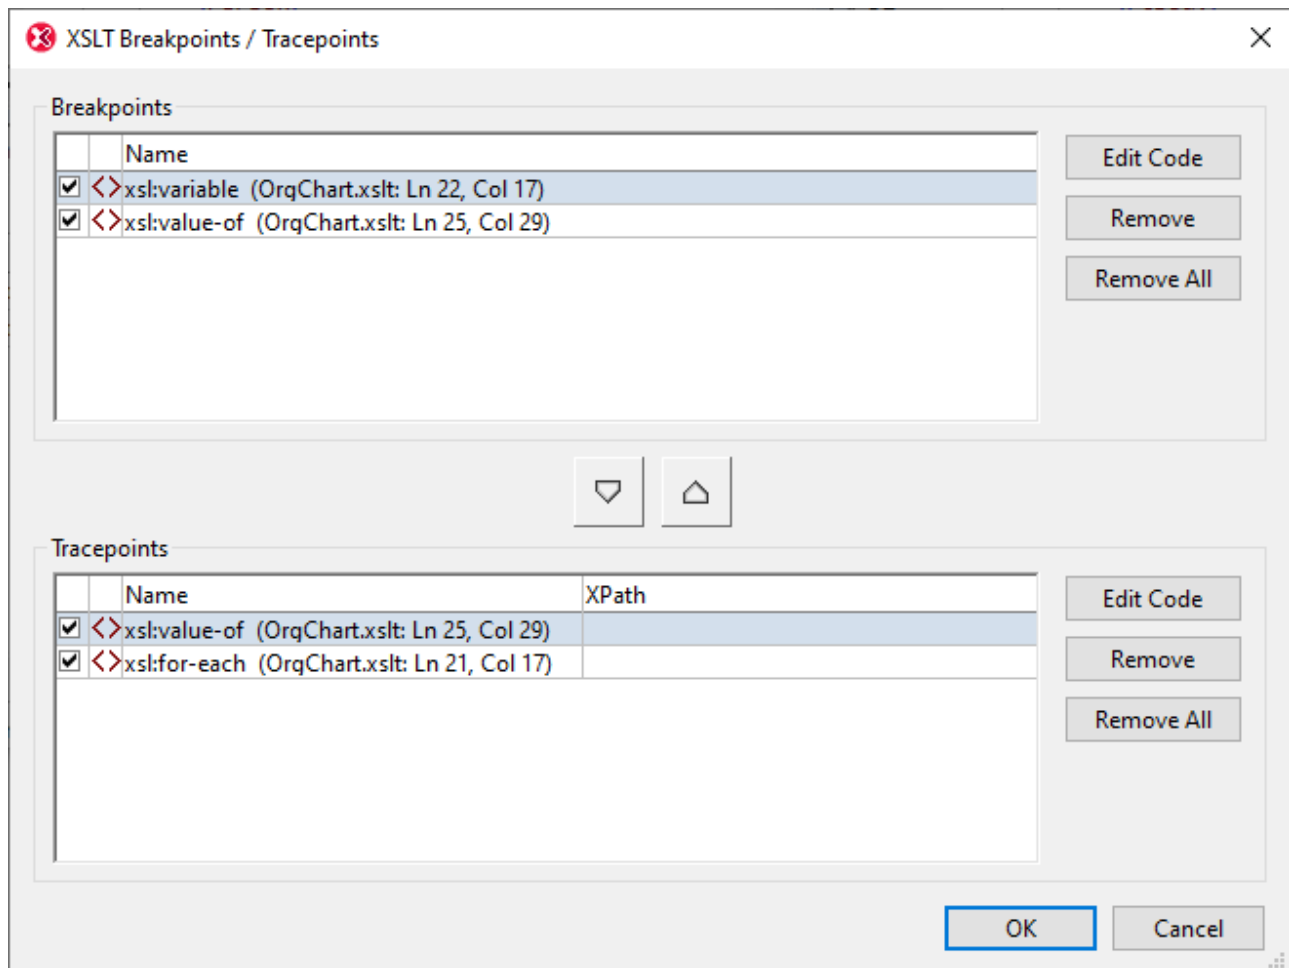 XSLT Breakpoints / Tracepoints
Breakpoints
Name
xsl:variable (OrgChart.xslt: Ln 22, Col 17)
xsl:value-of (OrgChart.xslt: Ln 25, Col 29)
Edit Code
Remove
Remove All
Tracepoints
Name XPath
xsl:value-of (OrgChart.xslt: Ln 25, Col 29)
xsl:for-each (OrgChart.xslt: Ln 21, Col 17)
Edit Code
Remove
Remove All
OK Cancel